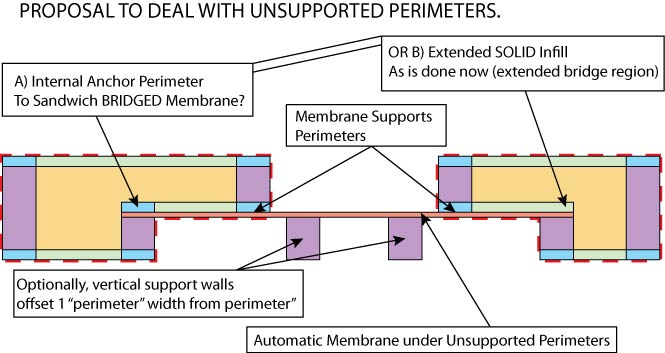 PROPOSAL TO DEAL WITH UNSUPPORTED PERIMETERS.
A) Internal Anchor Perimeter
To Sandwich BRIDGED Membrane?
OR B) Extended SOLID Infill
As is done now (extended bridge region)
Membrane Supports
Perimeters
Optionally, vertical support walls
offset 1 “perimeter” width from perimeter”
Automatic Membrane under Unsupported Perimeters